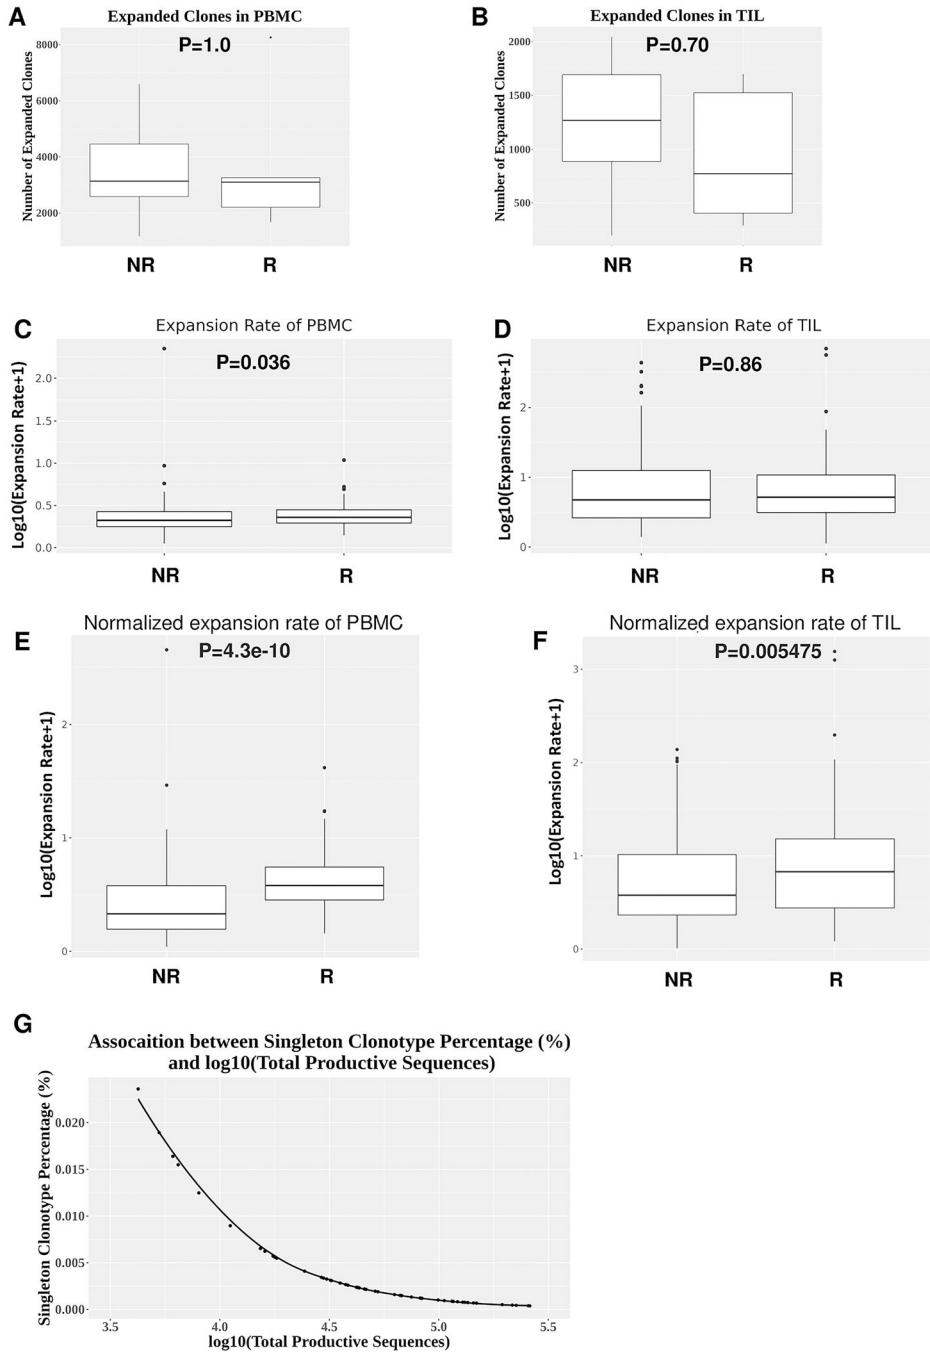 A
Expanded Clones in PBMC
P=1.0
Number of Expanded Clones
8000
6000
4000
2000
NR R
B
Expanded Clones in TIL
P=0.70
Number of Expanded Clones
2000
1500
1000
500
NR R
C
Expansion Rate of PBMC
P=0.036
Log10(Expansion Rate+1)
2.0
1.5
1.0
0.5
0.0
NR R
D
Expansion Rate of TIL
P=0.86
Log10(Expansion Rate+1)
2
1
0
NR R
E
Normalized expansion rate of PBMC
P=4.3e-10
Log10(Expansion Rate+1)
2
1
0
NR R
F
Normalized expansion rate of TIL
P=0.005475
Log10(Expansion Rate+1)
3
2
1
0
NR R
G
Assocaition between Singleton Clonotype Percentage (%)
and log10(Total Productive Sequences)
Singleton Clonotype Percentage (%)
0.020
0.015
0.010
0.005
0.000
3.5 4.0 4.5 5.0 5.5
log10(Total Productive Sequences)